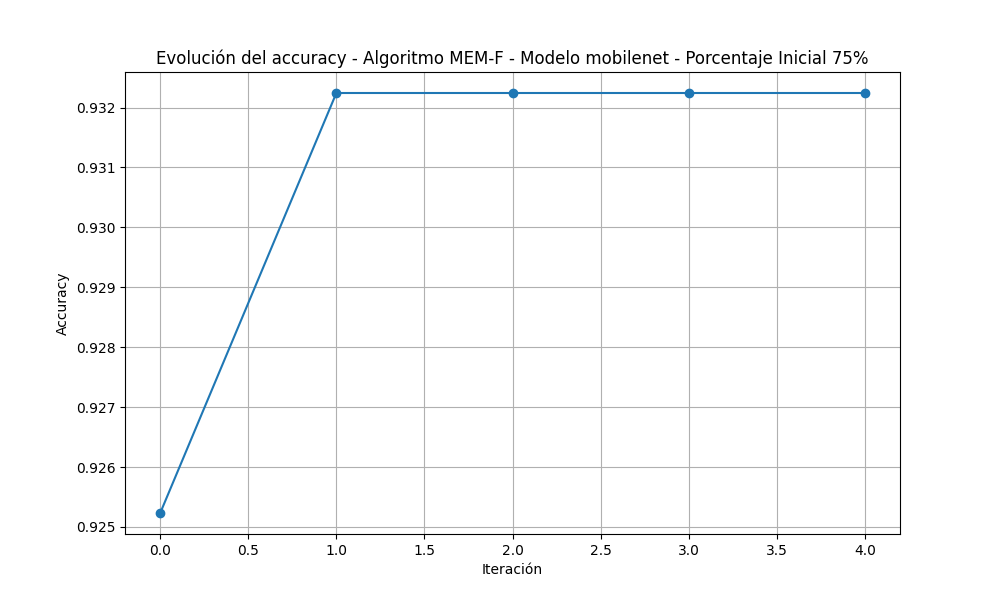 Evolución del accuracy - Algoritmo MEM-F - Modelo mobilenet - Porcentaje Inicial 75%
Accuracy
0.932
0.931
0.930
0.929
0.928
0.927
0.926
0.925
0.0 0.5 1.0 1.5 2.0 2.5 3.0 3.5 4.0
Iteración